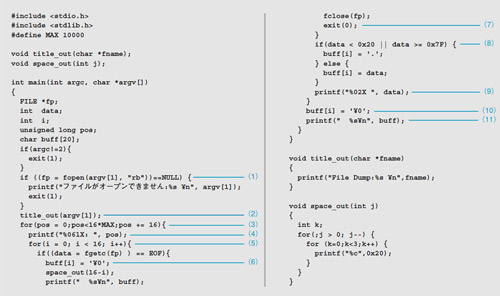 #include <stdio.h>
#include <stdlib.h>
#define MAX 10000
void title_out(char *fname);
void space_out(int j);
int main(int argc, char *argv[])
{
FILE *fp;
int data;
int i;
unsigned long pos;
char buff[20];
if(argc!=2){
exit(1);
}
if ((fp = fopen(argv[1], "rb"))==NULL) { (1)
printf("ファイルがオープンできません:%s ¥n", argv[1]);
exit(1);
}
title_out(argv[1]); (2)
for(pos = 0;pos<16*MAX;pos += 16){ (3)
printf("%06lX: ", pos); (4)
for(i = 0; i < 16; i++){ (5)
if((data = fgetc(fp) ) == EOF){
buff[i] = '¥0'; (6)
space_out(16-i);
printf("  %s¥n", buff);
fclose(fp);
exit(0); (7)
}
if(data < 0x20 || data >= 0x7F) { (8)
buff[i] = '.';
} else {
buff[i] = data;
}
printf("%02X ", data); (9)
}
buff[i] = '¥0'; (10)
printf("  %s¥n", buff); (11)
}
}
void title_out(char *fname)
{
printf("File Dump:%s ¥n",fname);
}
void space_out(int j)
{
int k;
for(;j > 0; j--) {
for (k=0;k<3;k++) {
printf("%c",0x20);
}
}
}